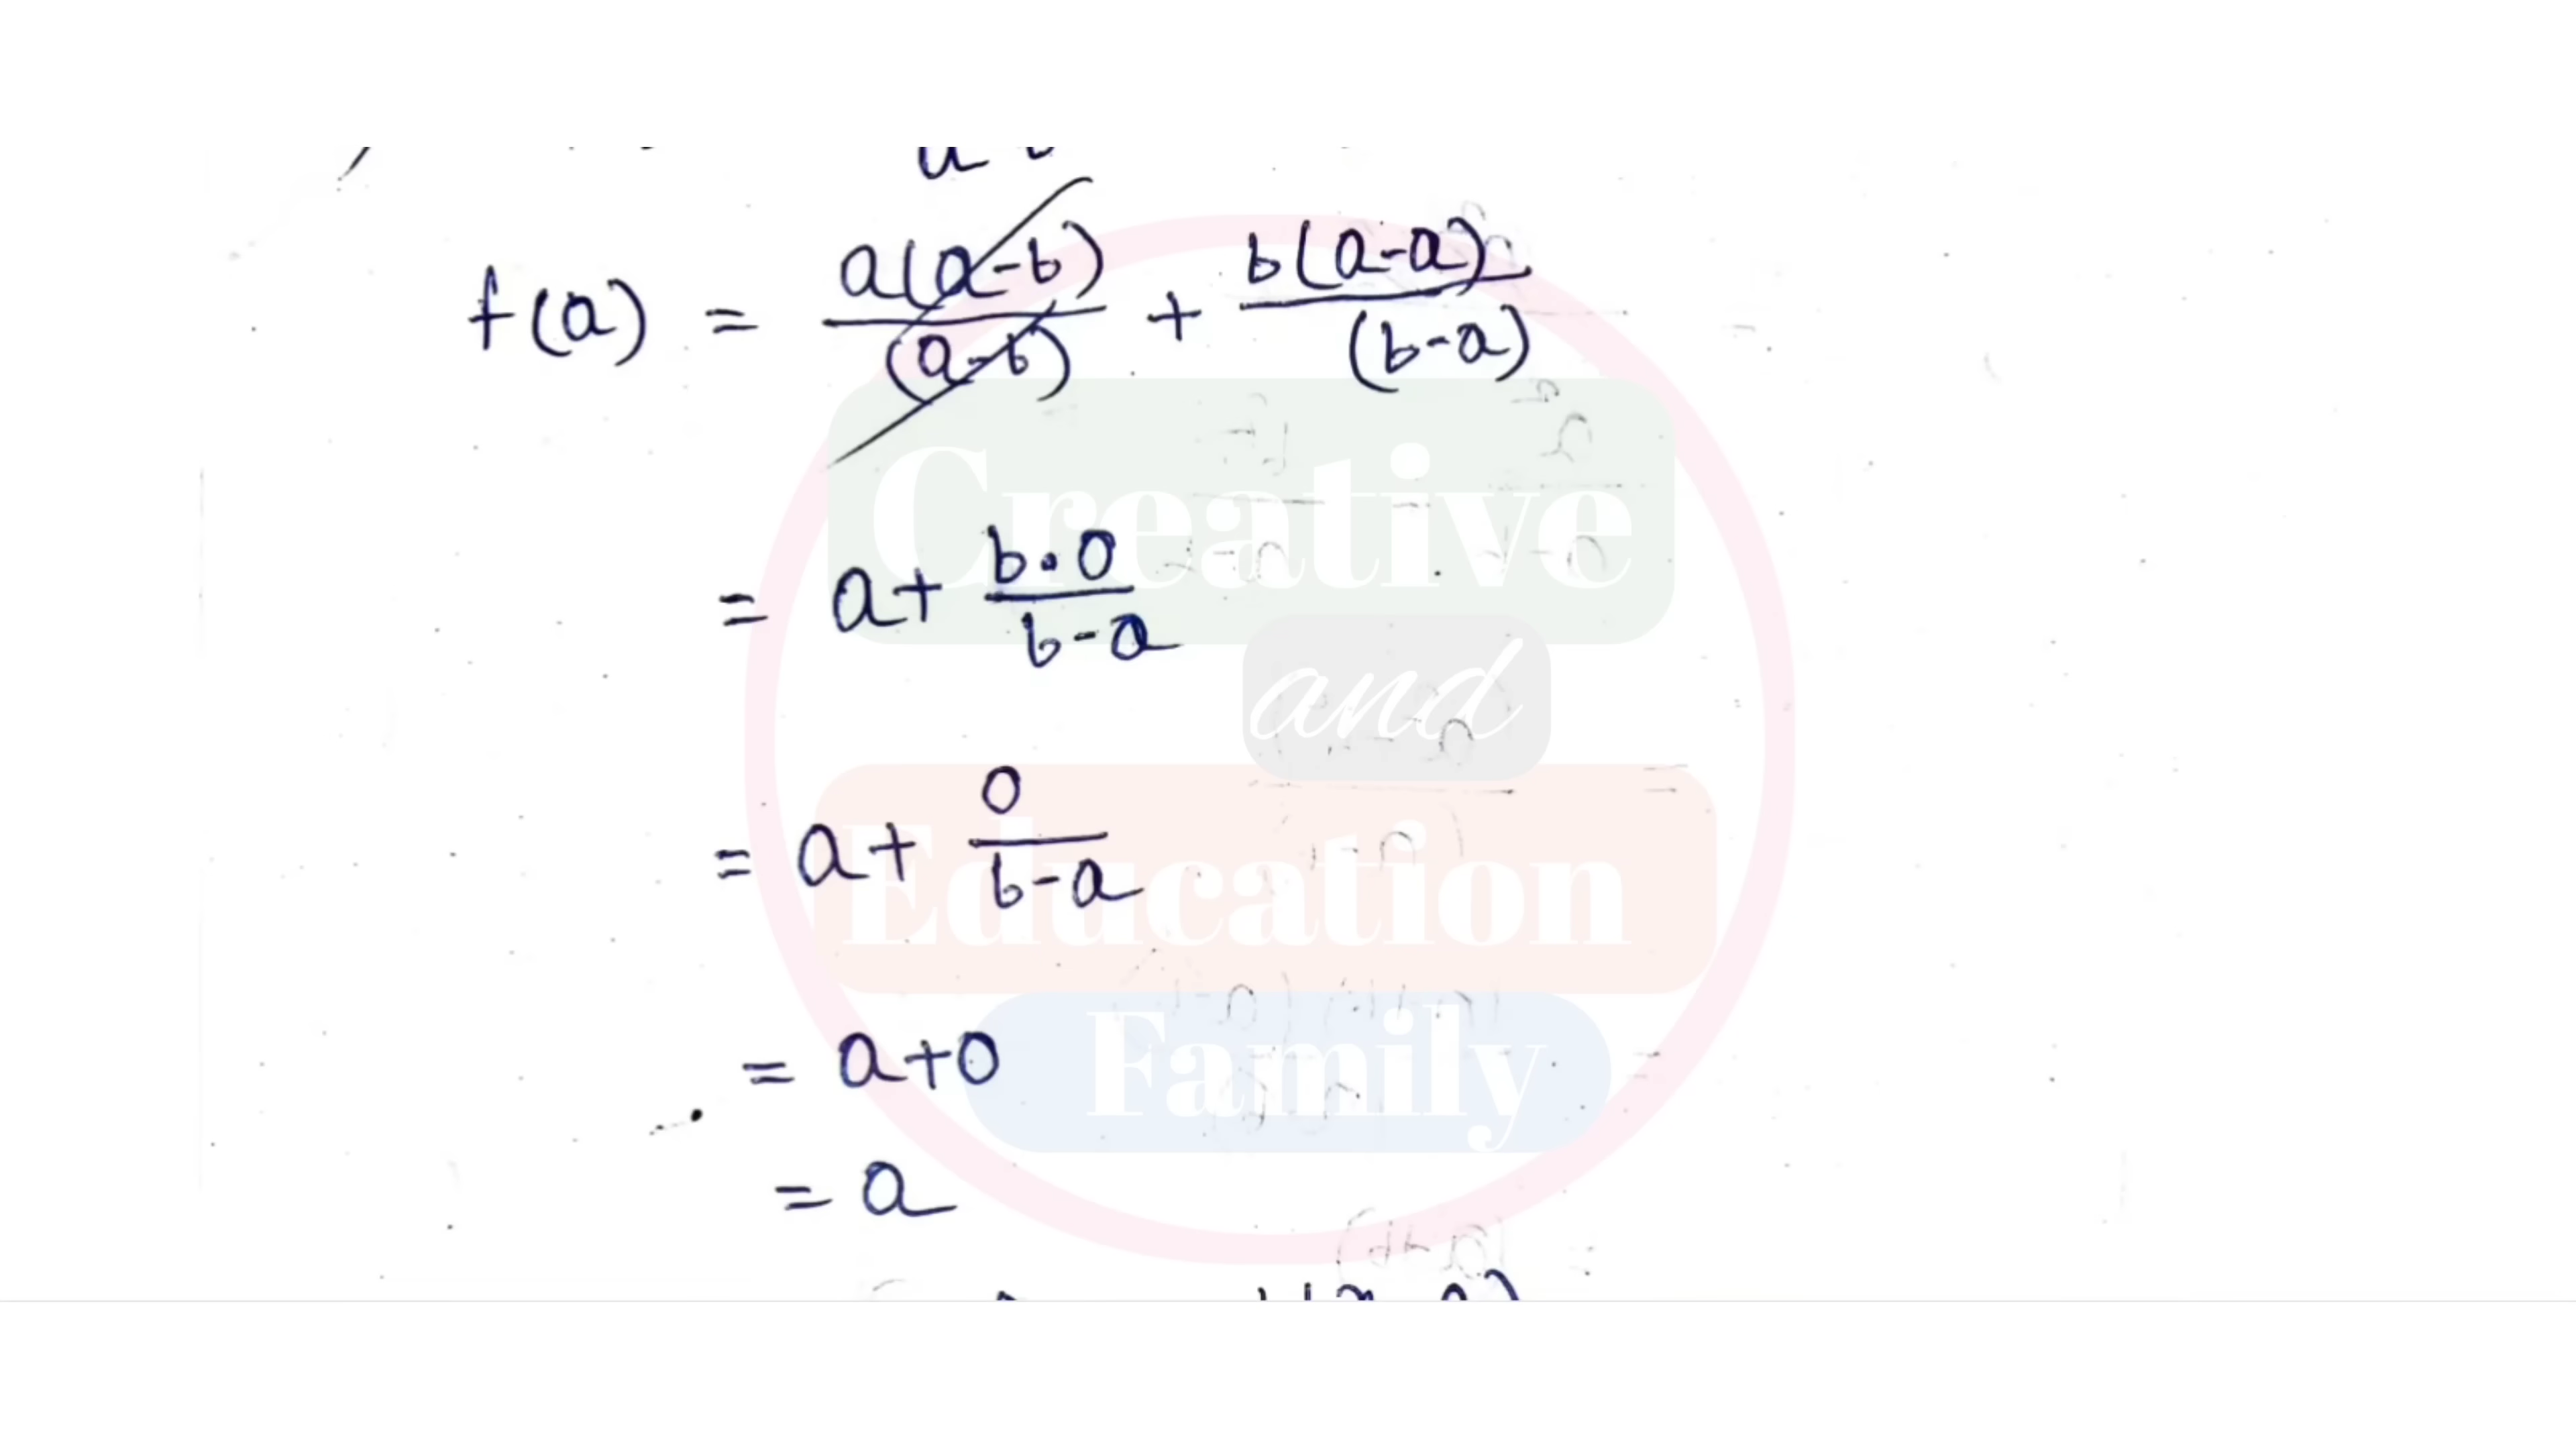 f(a) = a(a-b)/(a-b) + b(a-a)/(b-a)
= a + b·0/b-a
= a + 0/b-a
= a+0
= a
Creative
and
Education
Family